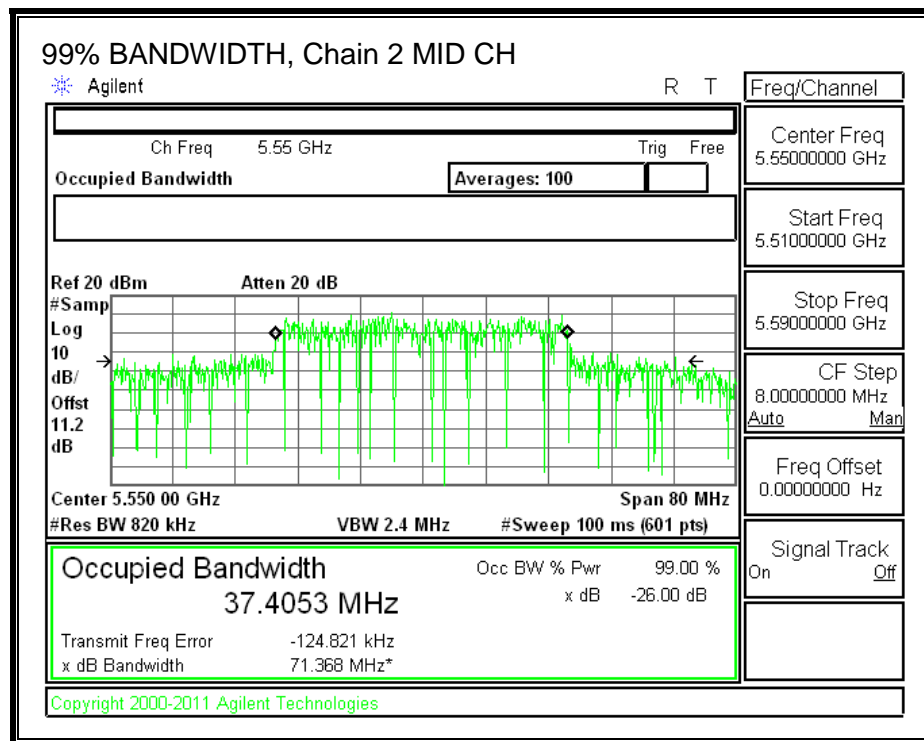 99% BANDWIDTH, Chain 2 MID CH
Agilent
R T
Freq/Channel
Ch Freq 5.55 GHz
Trig Free
Occupied Bandwidth
Averages: 100
Center Freq
5.55000000 GHz
Start Freq
5.51000000 GHz
Stop Freq
5.59000000 GHz
CF Step
8.00000000 MHz
Auto Man
Freq Offset
0.00000000 Hz
Signal Track
On Off
Ref 20 dBm
Atten 20 dB
#Samp
Log
10
dB/
Offst
11.2
dB
Center 5.550 00 GHz
Span 80 MHz
#Res BW 820 kHz
VBW 2.4 MHz
#Sweep 100 ms (601 pts)
Occupied Bandwidth
37.4053 MHz
Occ BW % Pwr 99.00 %
x dB -26.00 dB
Transmit Freq Error -124.821 kHz
x dB Bandwidth 71.368 MHz*
Copyright 2000-2011 Agilent Technologies